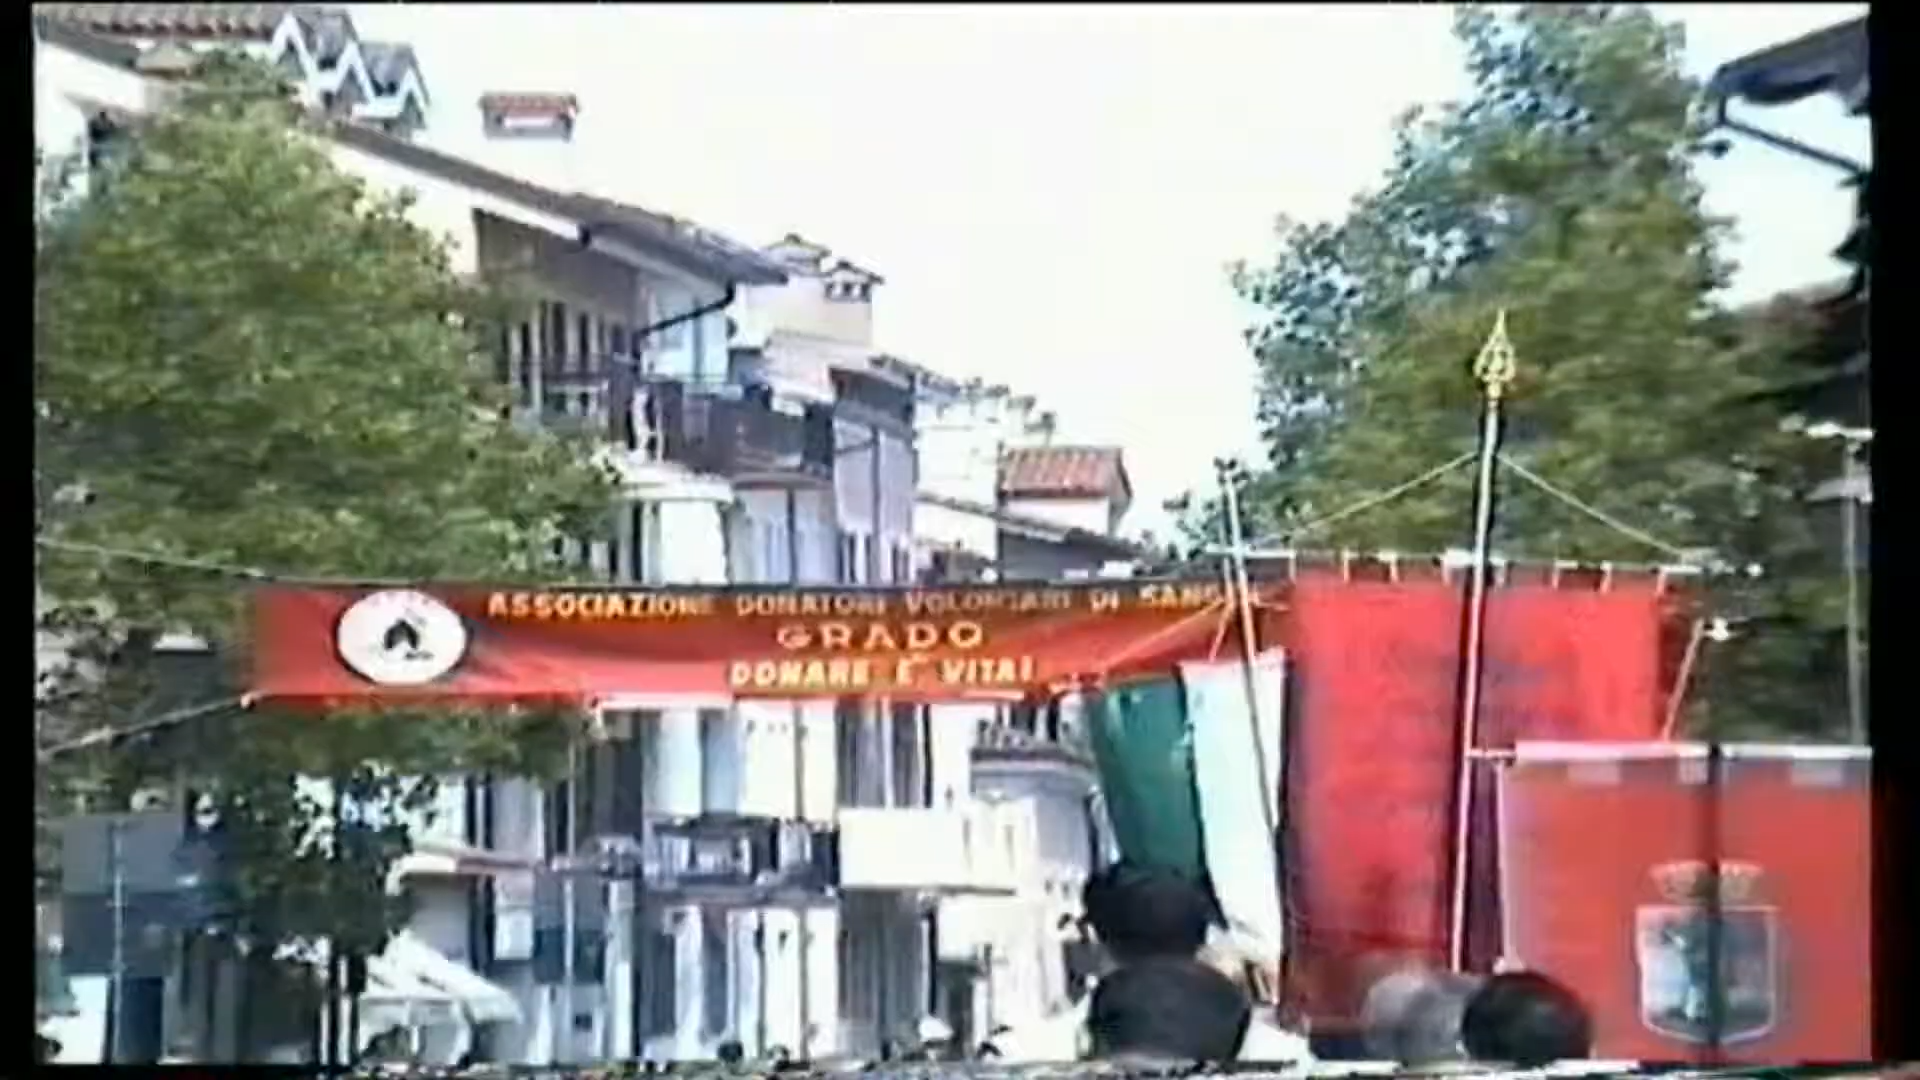 ASSOCIAZIONE DONATORI VOLONTARI DI SANGUE
GRADO
DONARE E' VITA!